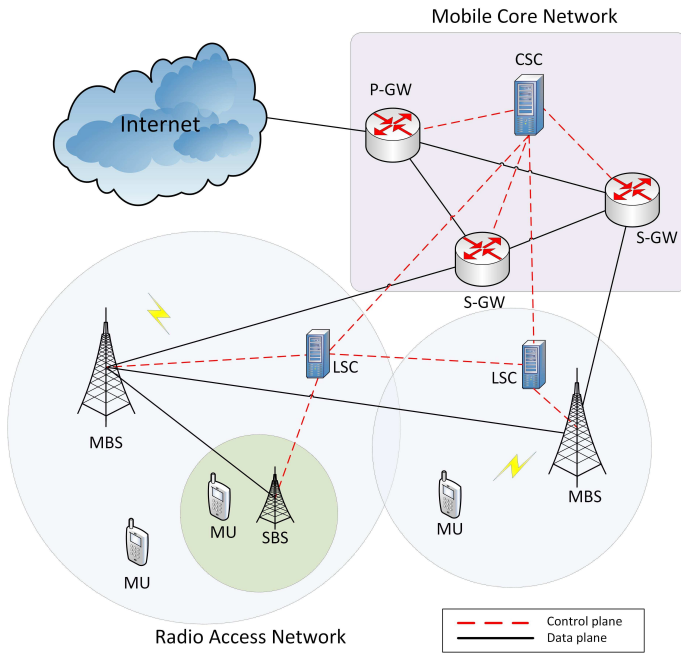 Mobile Core Network
CSC
P-GW
Internet
S-GW
S-GW
LSC
LSC
MBS
MBS
MU
MU
SBS
MU
Control plane
Data plane
Radio Access Network